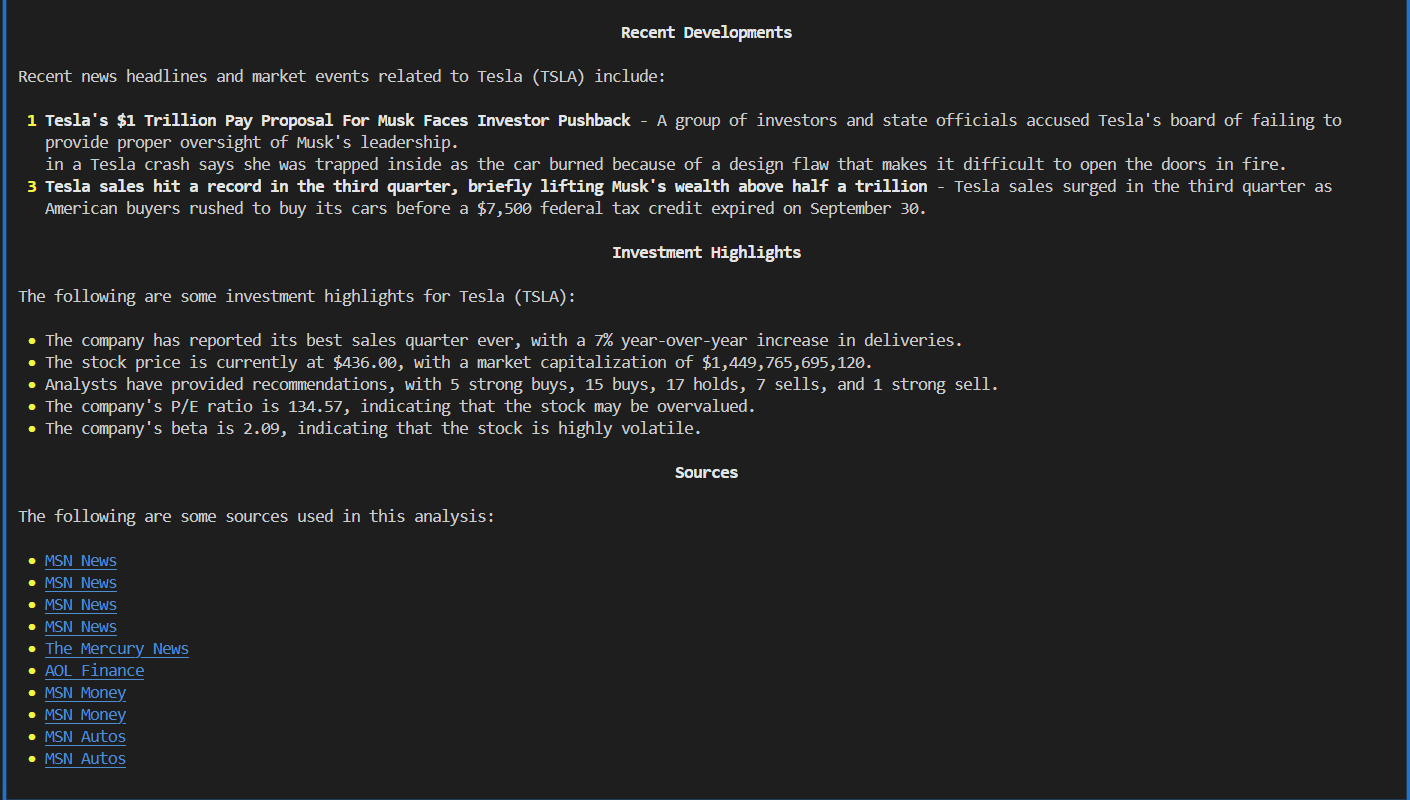 Recent Developments
Recent news headlines and market events related to Tesla (TSLA) include:
1 Tesla's $1 Trillion Pay Proposal For Musk Faces Investor Pushback - A group of investors and state officials accused Tesla's board of failing to
provide proper oversight of Musk's leadership.
in a Tesla crash says she was trapped inside as the car burned because of a design flaw that makes it difficult to open the doors in fire.
3 Tesla sales hit a record in the third quarter, briefly lifting Musk's wealth above half a trillion - Tesla sales surged in the third quarter as
American buyers rushed to buy its cars before a $7,500 federal tax credit expired on September 30.
Investment Highlights
The following are some investment highlights for Tesla (TSLA):
• The company has reported its best sales quarter ever, with a 7% year-over-year increase in deliveries.
• The stock price is currently at $436.00, with a market capitalization of $1,449,765,695,120.
• Analysts have provided recommendations, with 5 strong buys, 15 buys, 17 holds, 7 sells, and 1 strong sell.
• The company's P/E ratio is 134.57, indicating that the stock may be overvalued.
• The company's beta is 2.09, indicating that the stock is highly volatile.
Sources
The following are some sources used in this analysis:
• MSN News
• MSN News
• MSN News
• MSN News
• The Mercury News
• AOL Finance
• MSN Money
• MSN Money
• MSN Autos
• MSN Autos